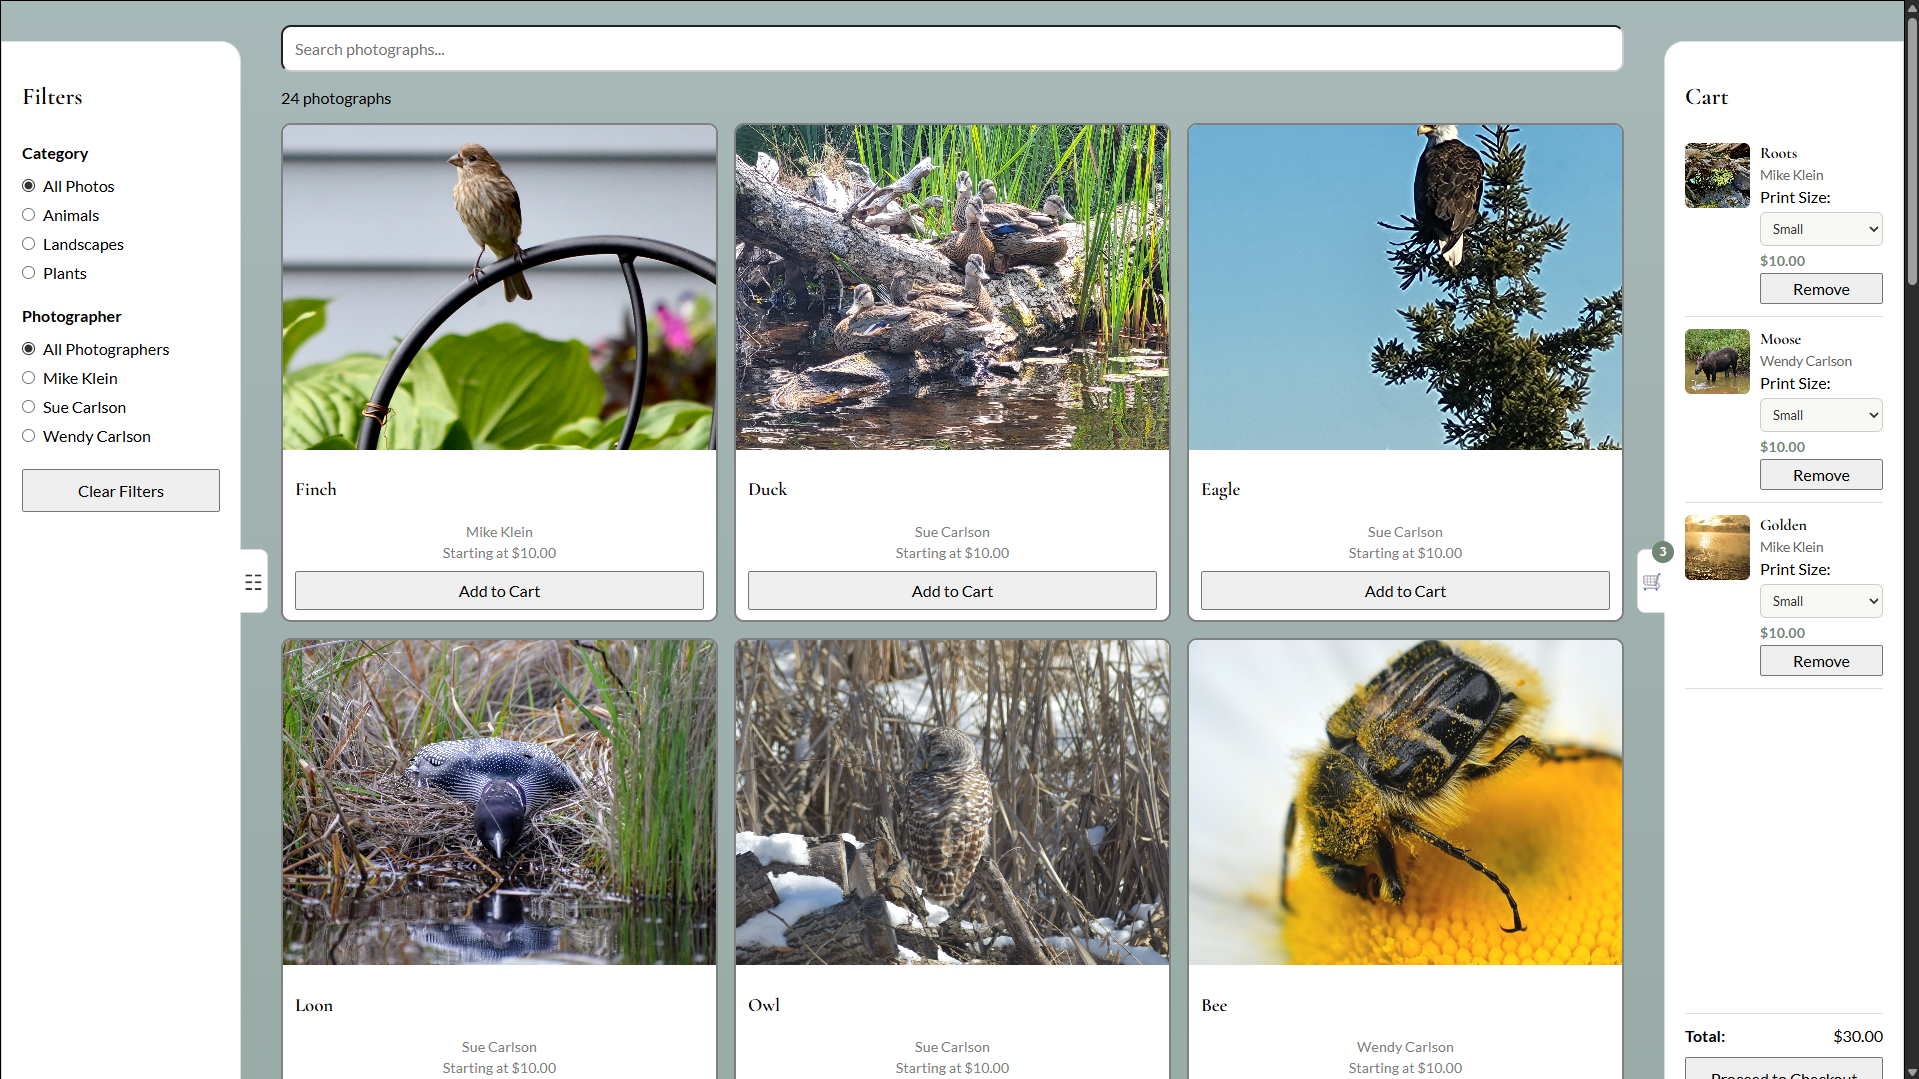 Search photographs...
24 photographs
Filters
Category
All Photos
Animals
Landscapes
Plants
Photographer
All Photographers
Mike Klein
Sue Carlson
Wendy Carlson
Clear Filters
Finch
Mike Klein
Starting at $10.00
Add to Cart
Duck
Sue Carlson
Starting at $10.00
Add to Cart
Eagle
Sue Carlson
Starting at $10.00
Add to Cart
Loon
Sue Carlson
Starting at $10.00
Owl
Sue Carlson
Starting at $10.00
Bee
Wendy Carlson
Starting at $10.00
3
Cart
Roots
Mike Klein
Print Size:
Small
$10.00
Remove
Moose
Wendy Carlson
Print Size:
Small
$10.00
Remove
Golden
Mike Klein
Print Size:
Small
$10.00
Remove
Total: $30.00
Proceed to Checkout